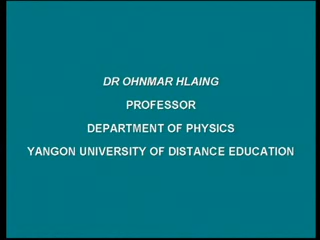 DR OHNMAR HLAING
PROFESSOR
DEPARTMENT OF PHYSICS
YANGON UNIVERSITY OF DISTANCE EDUCATION